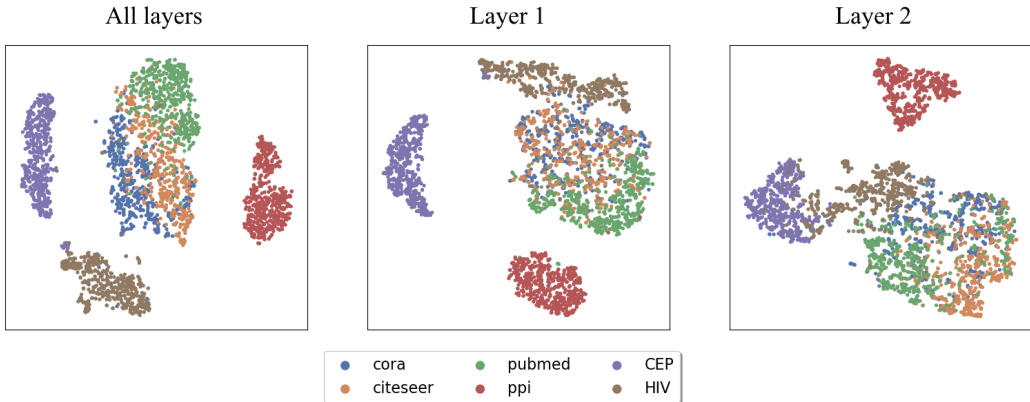 All layers
Layer 1
Layer 2
cora
pubmed
CEP
citeseer
ppi
HIV